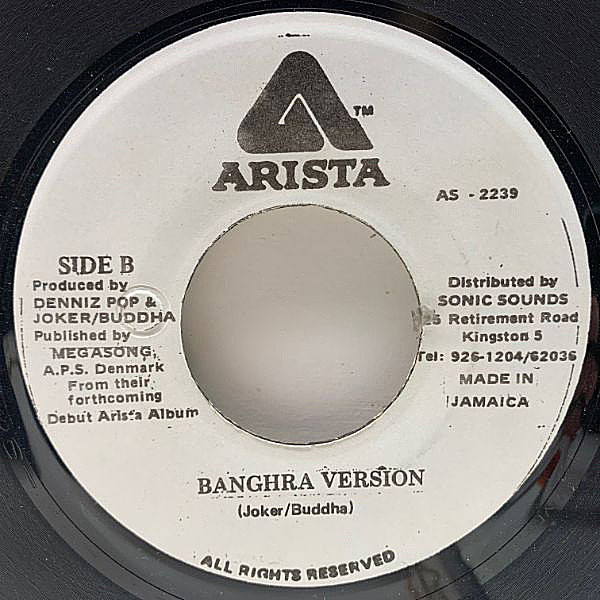 TM
ARISTA
AS - 2239
SIDE B
Produced by
DENNIZ POP &
JOKER/BUDDHA
Published by
MEGASONG,
A.P.S. Denmark
From their
forthcoming
Debut Arista Album
Distributed by
SONIC SOUNDS
Retirement Road
Kingston 5
Tel: 926-1204/62036
MADE IN
JAMAICA
BANGHRA VERSION
(Joker/Buddha)
ALL RIGHTS RESERVED